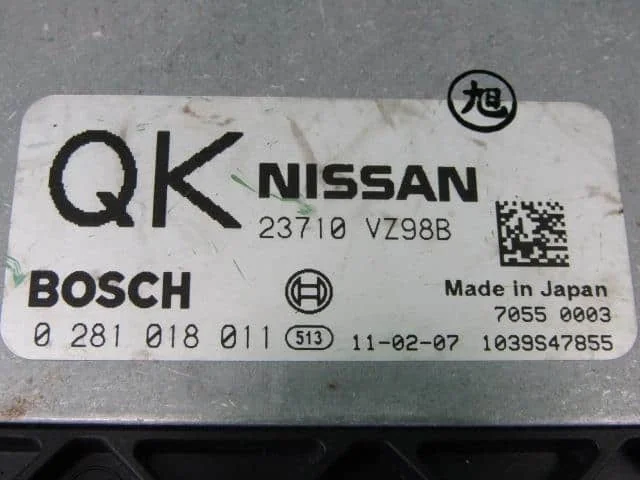 旭
QK NISSAN
23710 VZ98B
BOSCH
Made in Japan
7055 0003
0 281 018 011 513 11-02-07 1039S47855